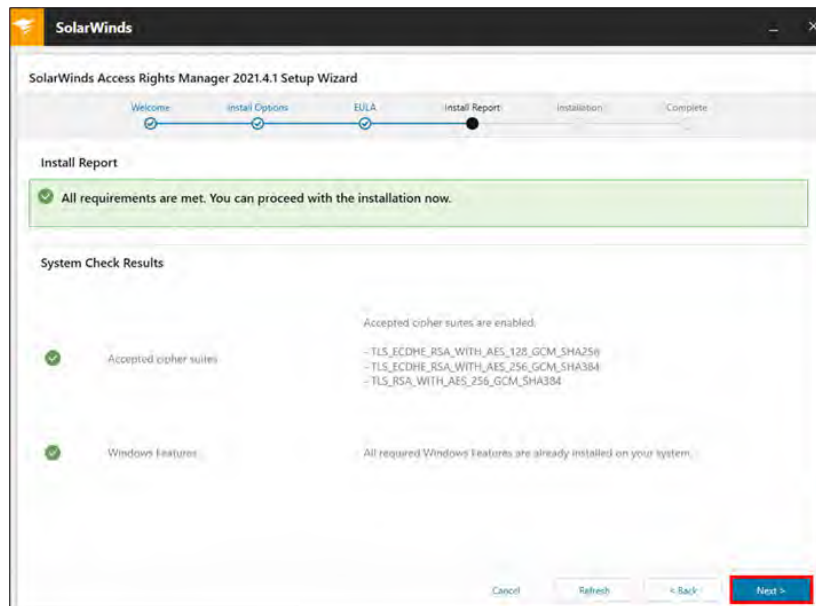 SolarWinds
SolarWinds Access Rights Manager 2021.4.1 Setup Wizard
Welcome Install Options EULA Install Report Installation Complete
Install Report
All requirements are met. You can proceed with the installation now.
System Check Results
Accepted cipher suites are enabled.
Accepted cipher suites
- TLS_ECDHE_RSA_WITH_AES_128_GCM_SHA256
- TLS_ECDHE_RSA_WITH_AES_256_GCM_SHA384
- TLS_RSA_WITH_AES_256_GCM_SHA384
Windows Features All required Windows Features are already installed on your system.
Cancel Refresh < Back Next >